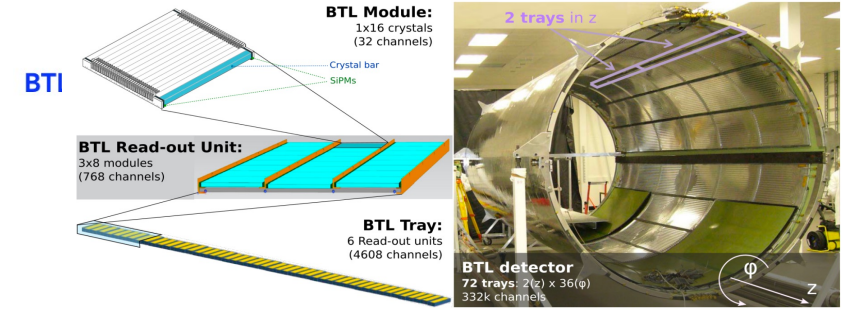 BTL Module:
1x16 crystals
(32 channels)
Crystal bar
SiPMs
BTL
BTL Read-out Unit:
3x8 modules
(768 channels)
BTL Tray:
6 Read-out units
(4608 channels)
2 trays in z
BTL detector
72 trays: 2(z) x 36(φ)
332k channels
φ
z